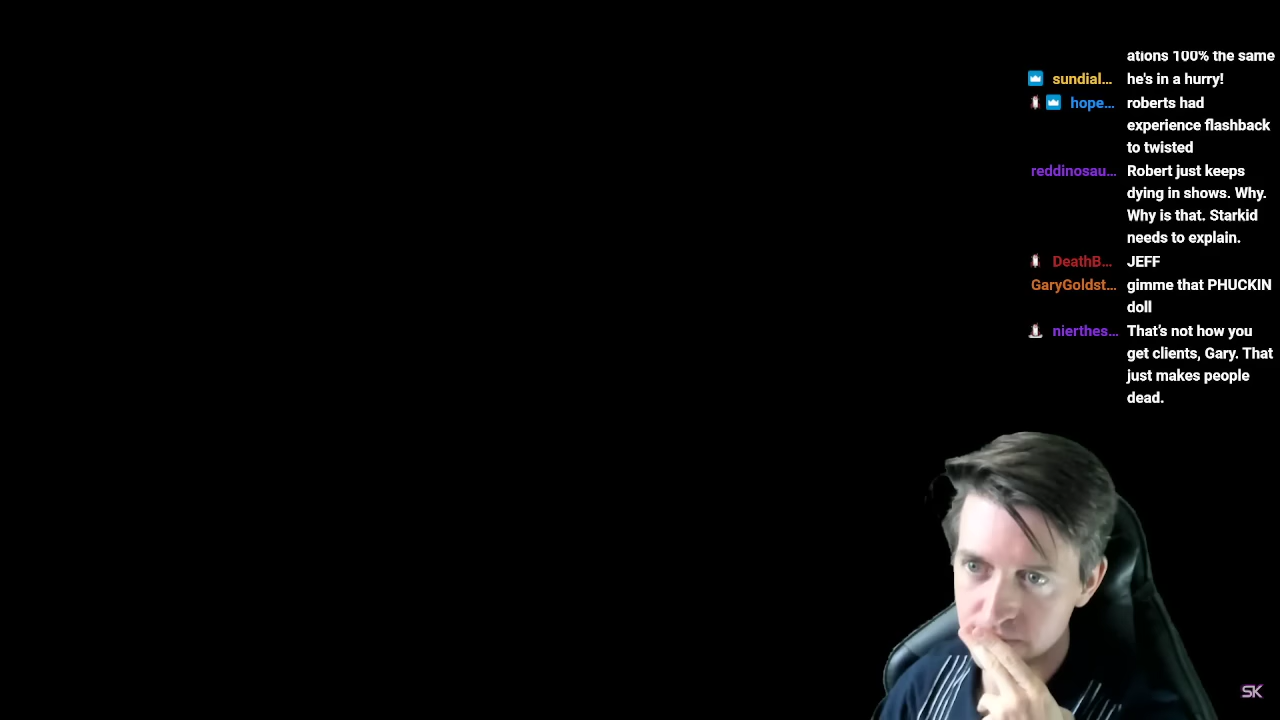 ations 100% the same
sundial… he's in a hurry!
hope… roberts had
experience flashback
to twisted
reddinosau… Robert just keeps
dying in shows. Why.
Why is that. Starkid
needs to explain.
DeathB… JEFF
GaryGoldst… gimme that PHUCKIN
doll
nierthes… That’s not how you
get clients, Gary. That
just makes people
dead.
SK